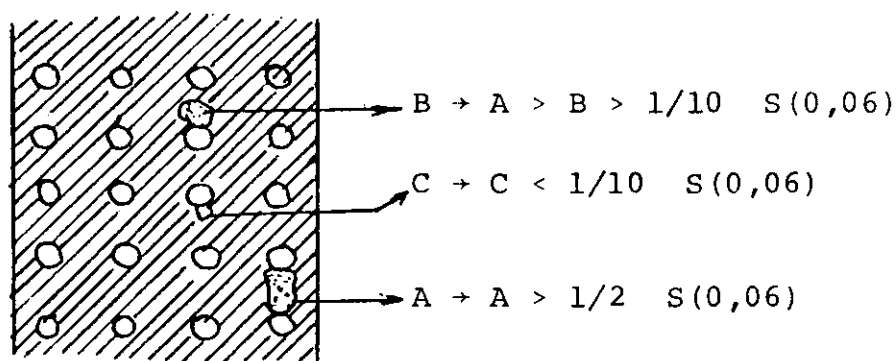 B → A > B > 1/10 S(0,06)
C → C < 1/10 S(0,06)
A → A > 1/2 S(0,06)